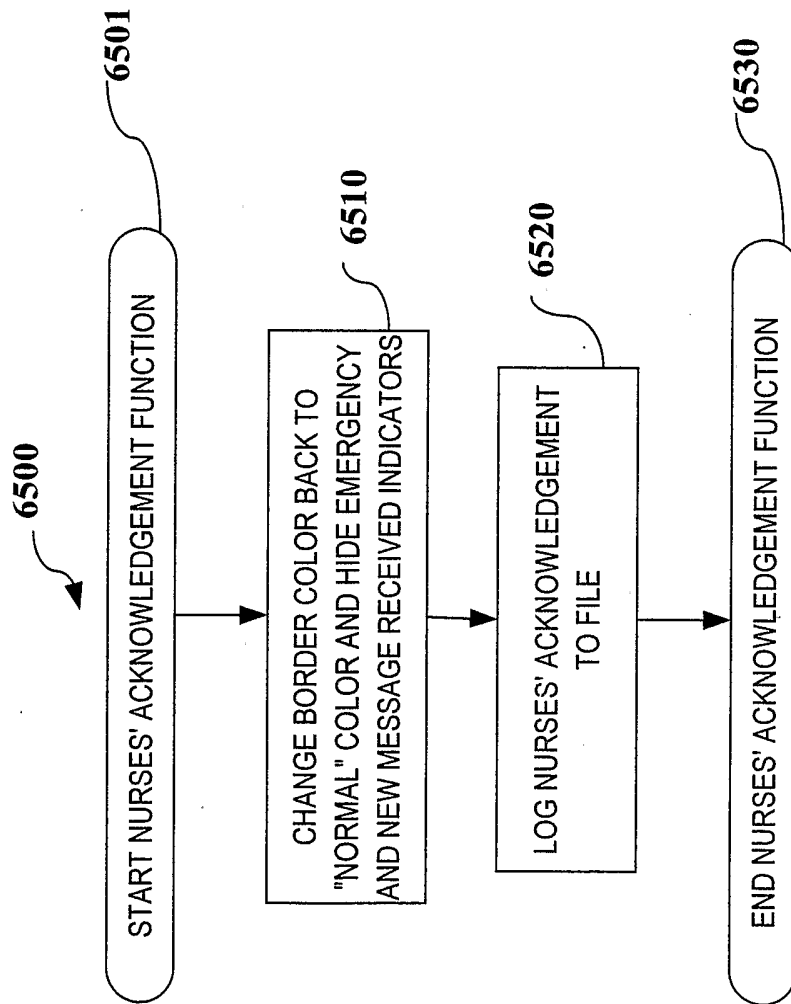 6500
START NURSES' ACKNOWLEDGEMENT FUNCTION
6501
CHANGE BORDER COLOR BACK TO
"NORMAL" COLOR AND HIDE EMERGENCY
AND NEW MESSAGE RECEIVED INDICATORS
6510
LOG NURSES' ACKNOWLEDGEMENT
TO FILE
6520
END NURSES' ACKNOWLEDGEMENT FUNCTION
6530